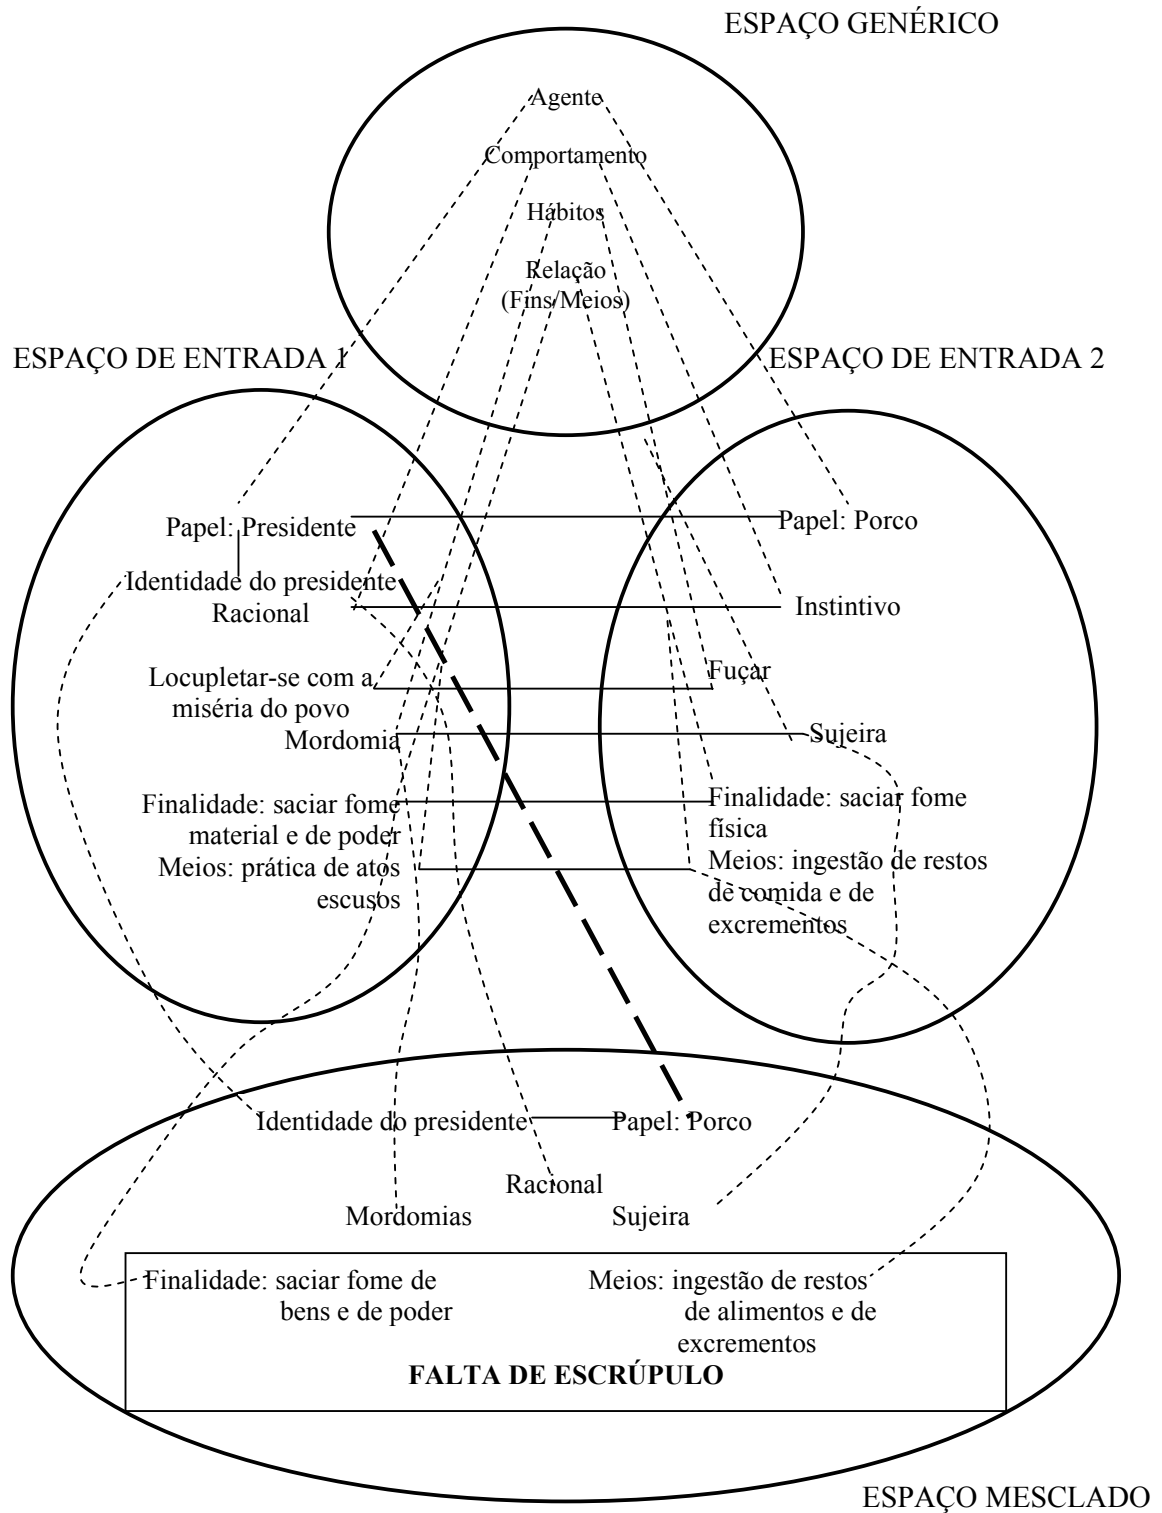 ESPAÇO GENÉRICO
Agente
Comportamento
Hábitos
Relação
(Fins/Meios)
ESPAÇO DE ENTRADA 1
ESPAÇO DE ENTRADA 2
Papel: Presidente
Identidade do presidente
Racional
Locupletar-se com a
miséria do povo
Mordomia
Finalidade: saciar fome
material e de poder
Meios: prática de atos
escusos
Papel: Porco
Instintivo
Fuçar
Sujeira
Finalidade: saciar fome
física
Meios: ingestão de restos
de comida e de
excrementos
Identidade do presidente
Papel: Porco
Racional
Mordomias
Sujeira
Finalidade: saciar fome de
bens e de poder
Meios: ingestão de restos
de alimentos e de
excrementos
FALTA DE ESCRÚPULO
ESPAÇO MESCLADO